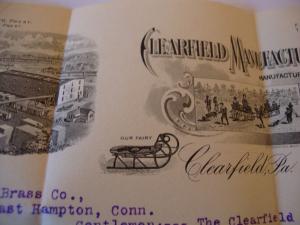 CLEARFIELD MANUFACTU
MANUFACTUR
OUR FAIRY
Clearfield, Pa.
Brass Co.,
ast Hampton, Conn.
Gentlemen:--- The Clearfield